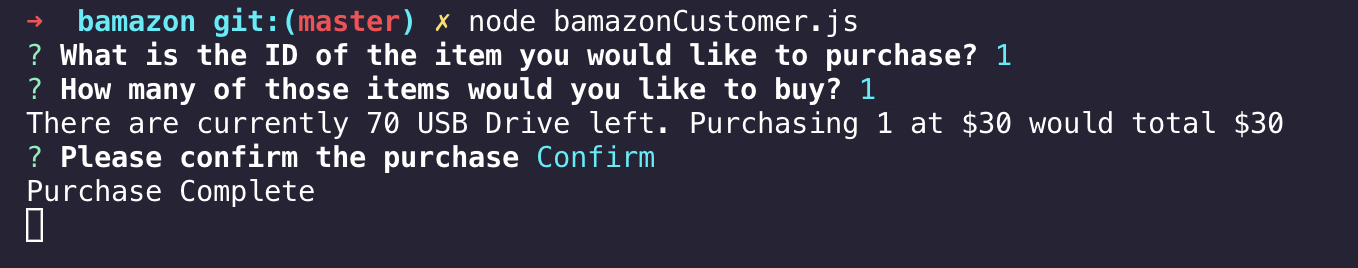 ➜  bamazon git:(master) ✗ node bamazonCustomer.js
? What is the ID of the item you would like to purchase? 1
? How many of those items would you like to buy? 1
There are currently 70 USB Drive left. Purchasing 1 at $30 would total $30
? Please confirm the purchase Confirm
Purchase Complete